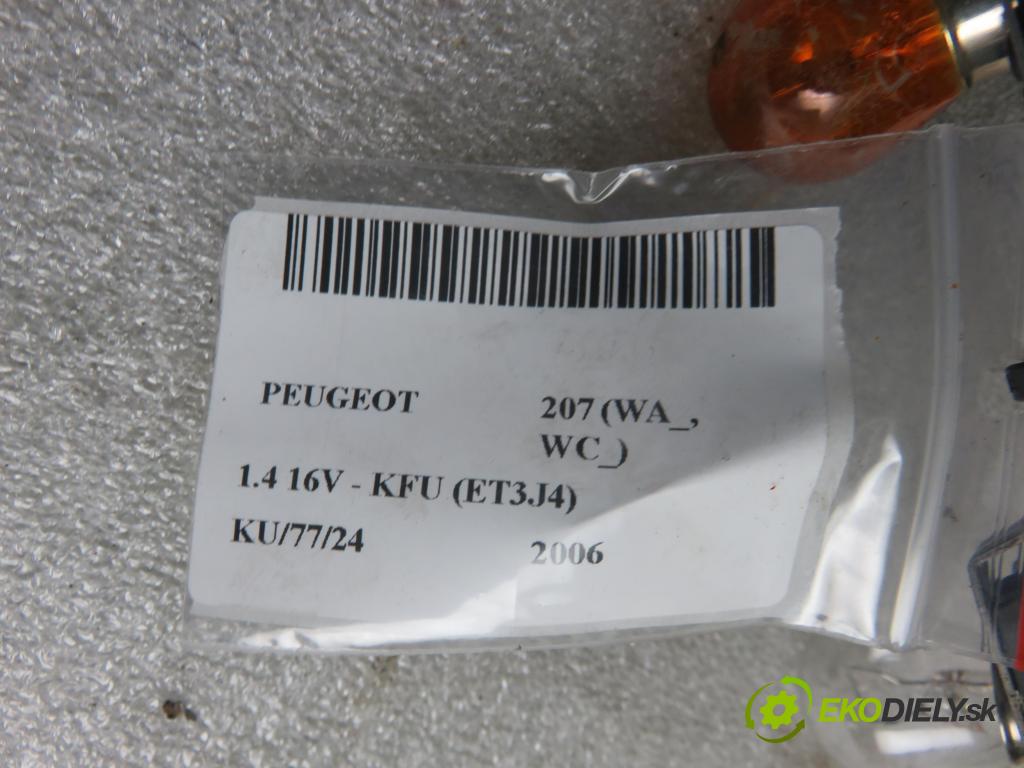 PEUGEOT 207 (WA_,
WC_)
1.4 16V - KFU (ET3J4)
KU/77/24 2006
EKODIELY.sk